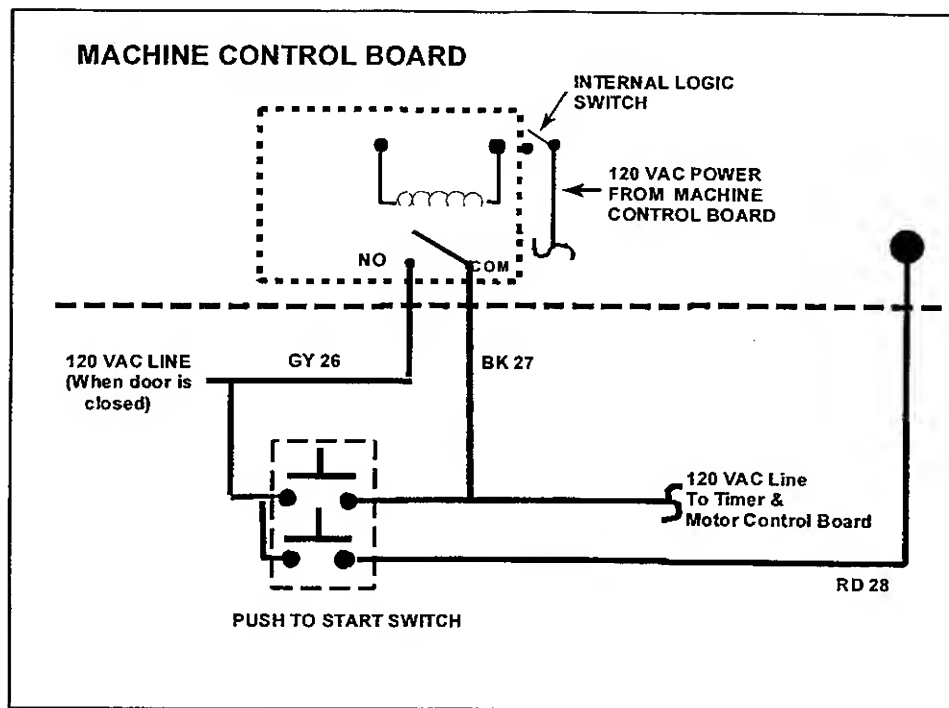 MACHINE CONTROL BOARD
INTERNAL LOGIC
SWITCH
120 VAC POWER
FROM MACHINE
CONTROL BOARD
NO
COM
120 VAC LINE
(When door is
closed)
GY 26
BK 27
120 VAC Line
To Timer &
Motor Control Board
RD 28
PUSH TO START SWITCH